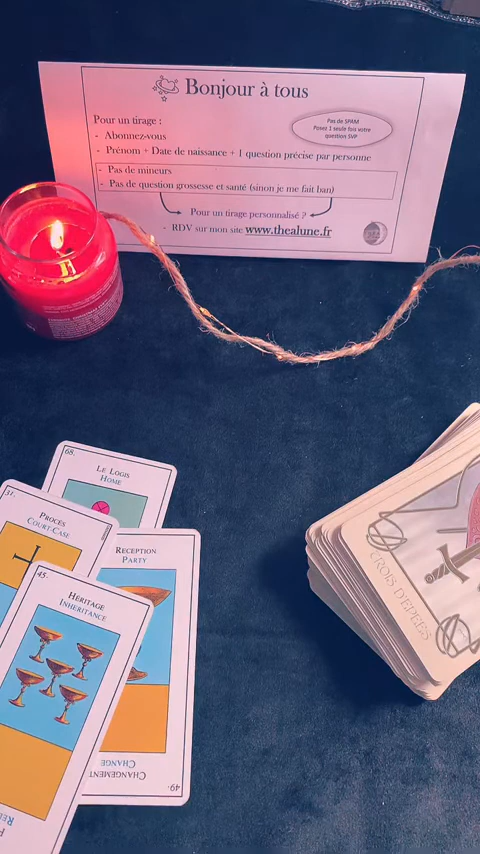 Bonjour à tous
Pour un tirage :
- Abonnez-vous
- Prénom + Date de naissance + 1 question précise par personne
Pas de SPAM
Posez 1 seule fois votre
question SVP
- Pas de mineurs
- Pas de question grossesse et santé (sinon je me fait ban)
Pour un tirage personnalisé ?
- RDV sur mon site www.thealune.fr
68.
LE LOGIS
HOME
31.
PROCÈS
COURT-CASE
RECEPTION
PARTY
45.
HÉRITAGE
INHERITANCE
CHANGE
CHANGEMENT
49.
TROIS D'EPÉES